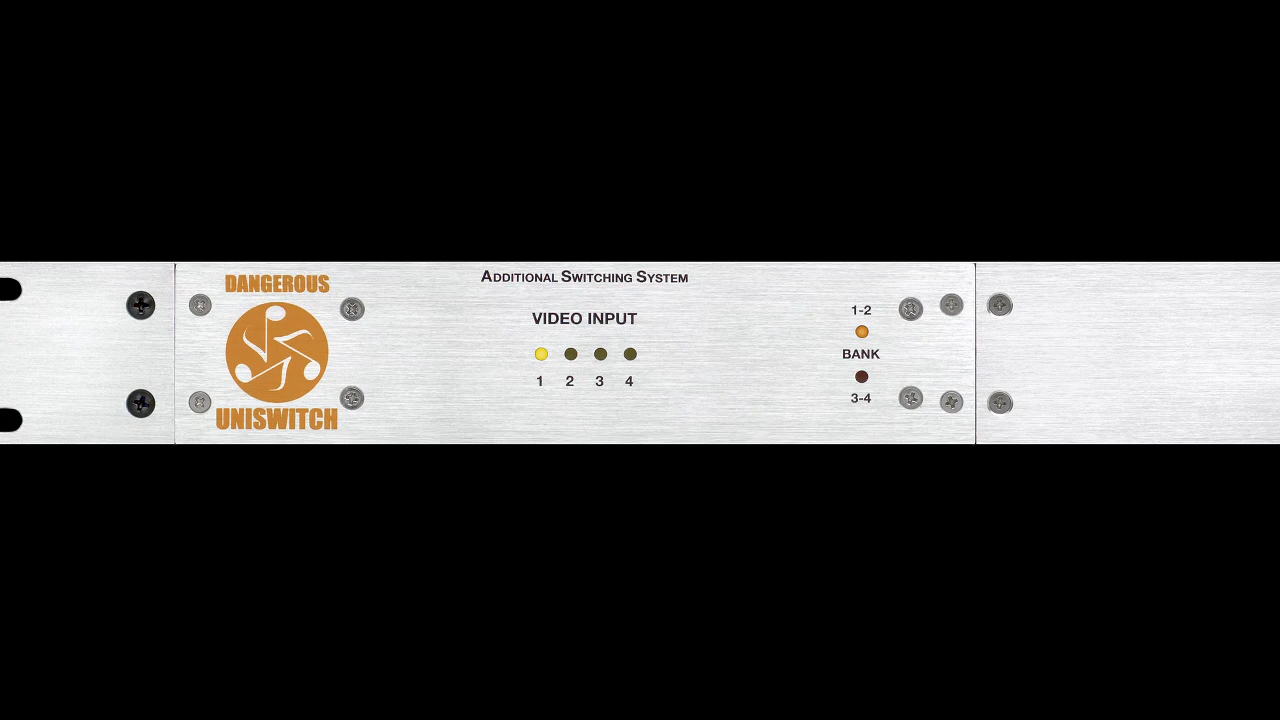 DANGEROUS
UNISWITCH
ADDITIONAL SWITCHING SYSTEM
VIDEO INPUT
1 2 3 4
1-2
BANK
3-4